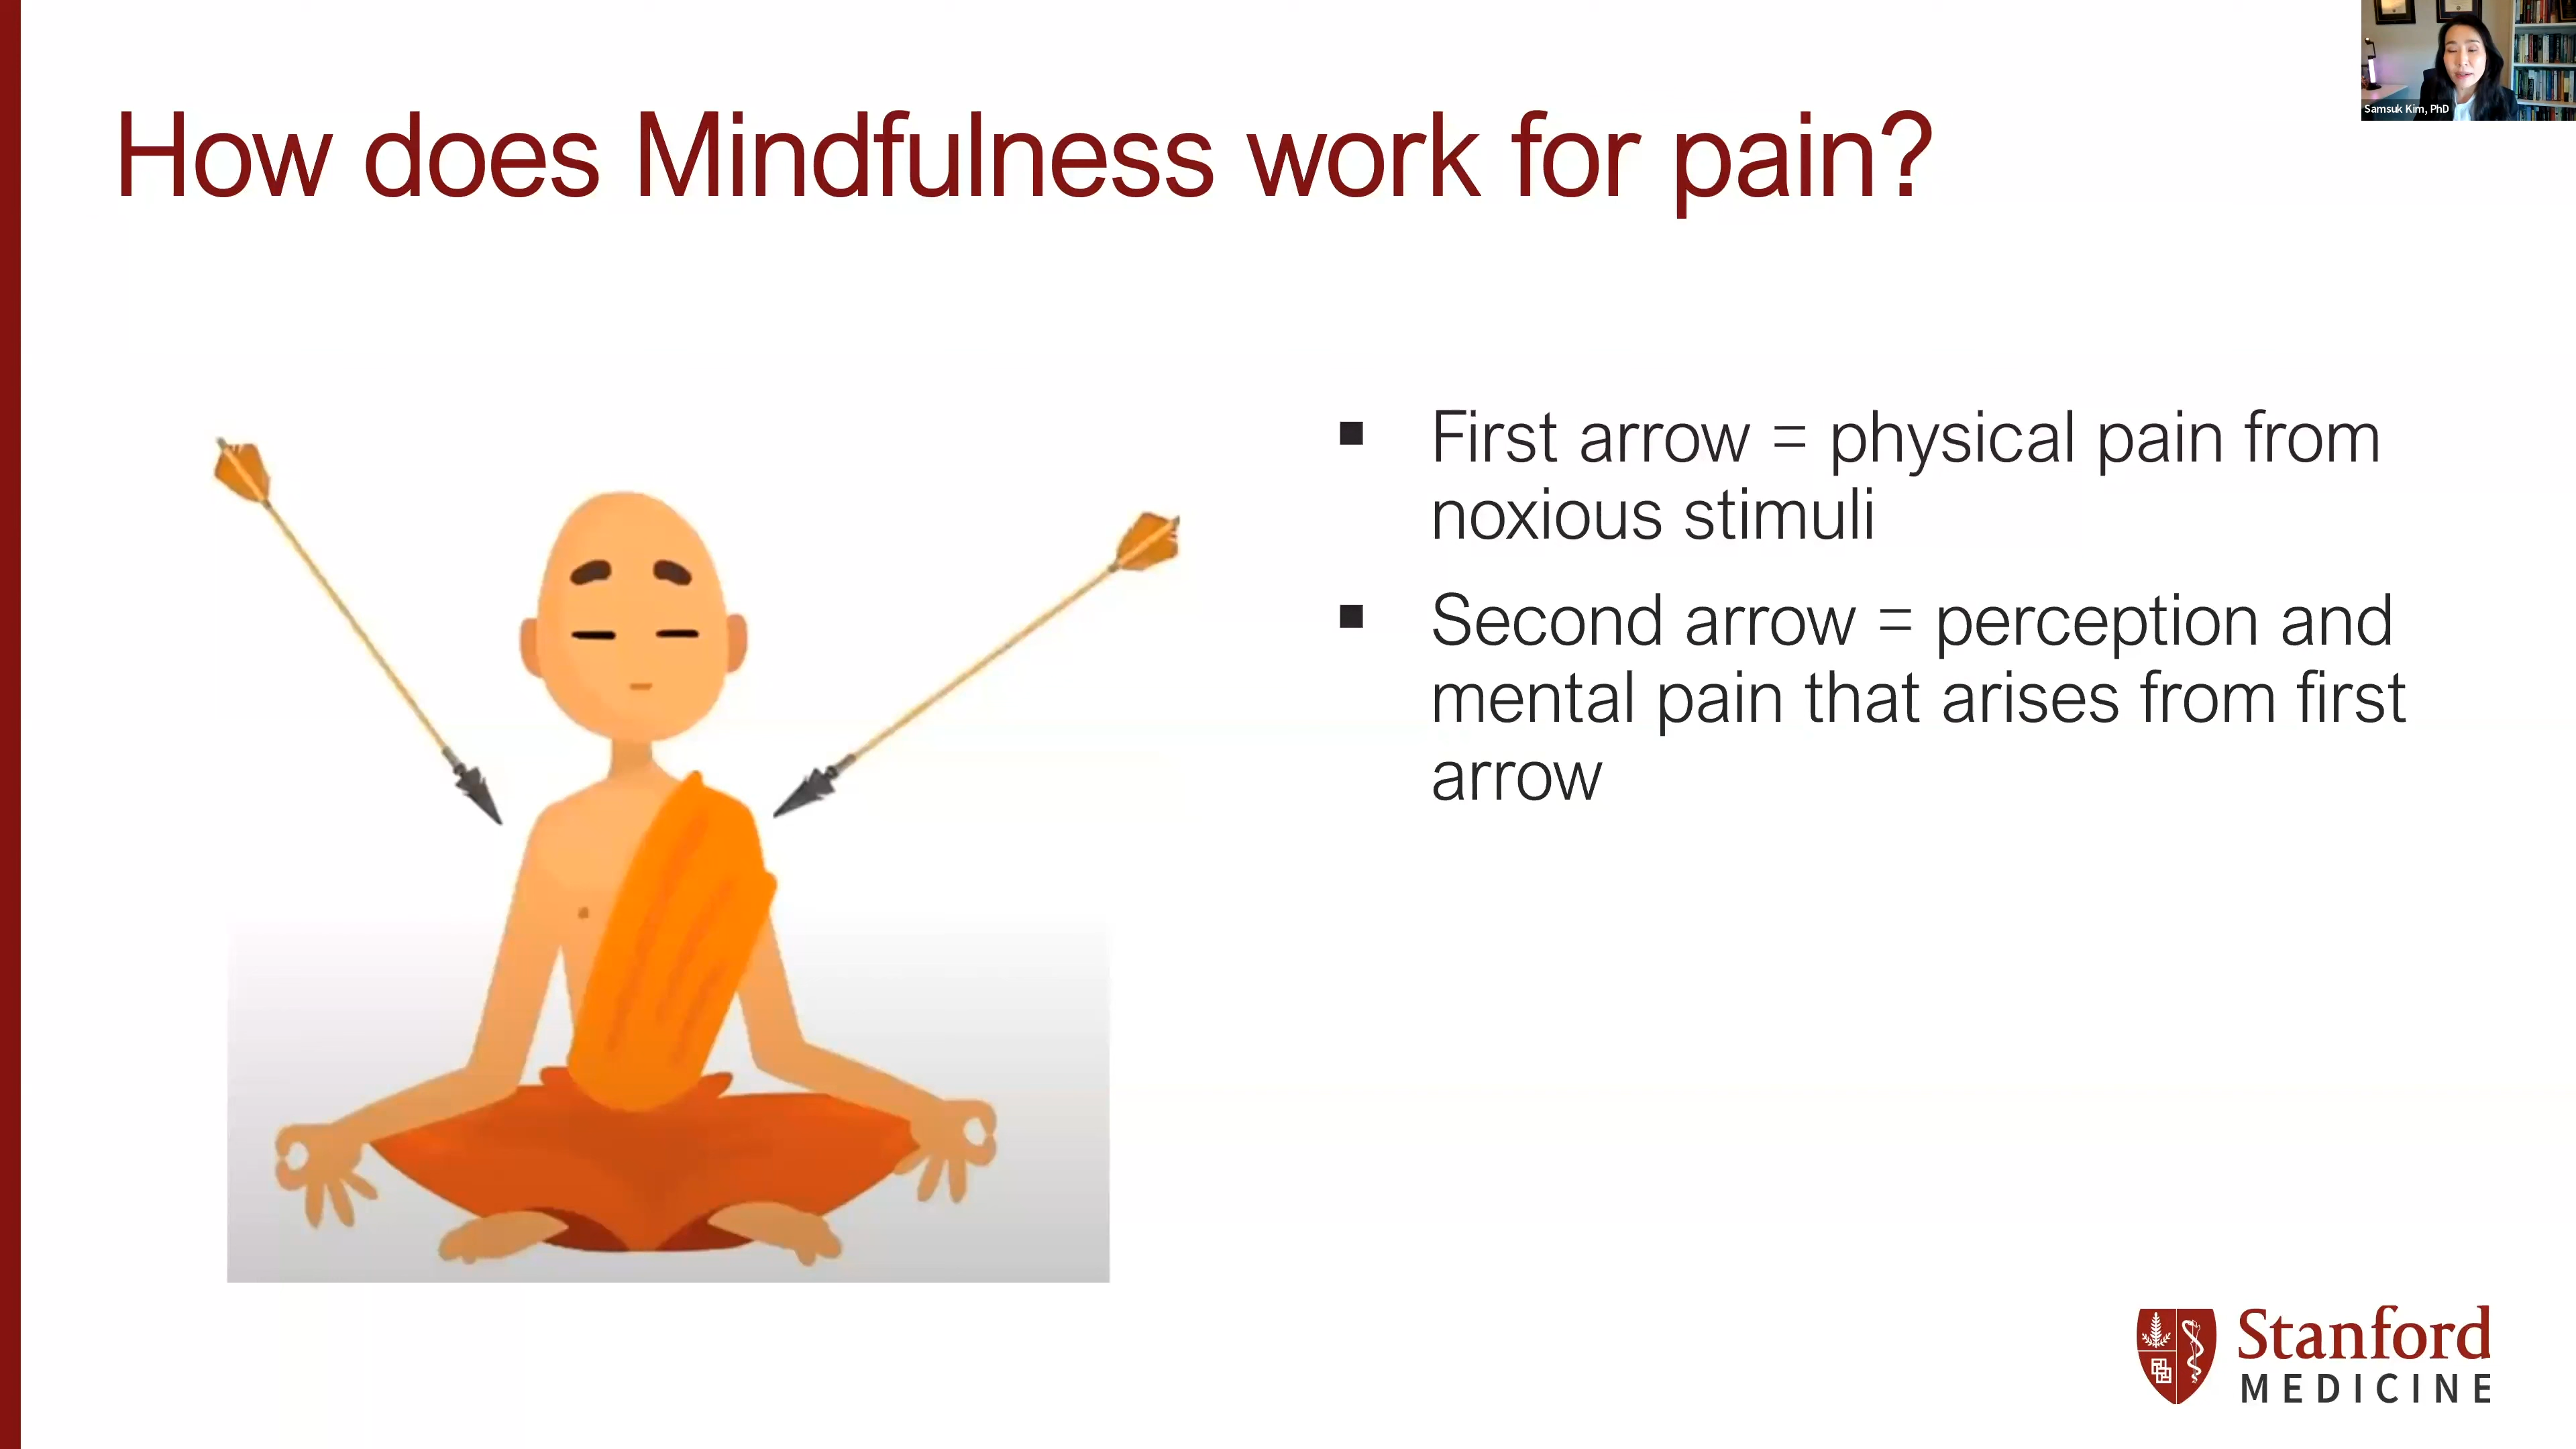 Samsuk Kim, PhD
How does Mindfulness work for pain?
First arrow = physical pain from
noxious stimuli
Second arrow = perception and
mental pain that arises from first
arrow
Stanford
MEDICINE